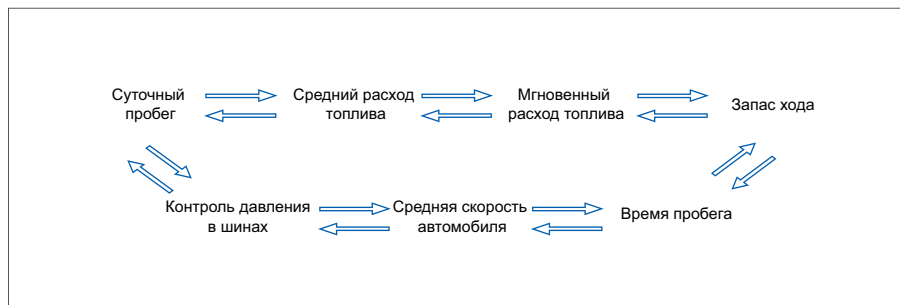 Суточный
пробег
Средний расход
топлива
Мгновенный
расход топлива
Запас хода
Контроль давления
в шинах
Средняя скорость
автомобиля
Время пробега